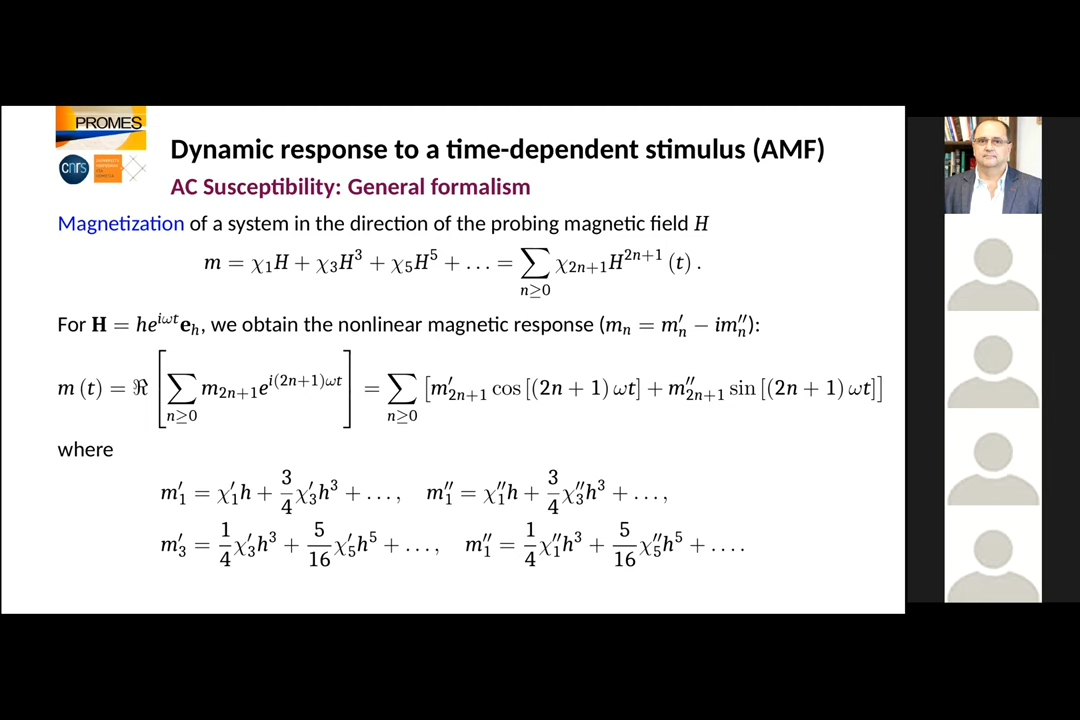 PROMES
cnrs
Dynamic response to a time-dependent stimulus (AMF)
AC Susceptibility: General formalism
Magnetization of a system in the direction of the probing magnetic field H
m = χ₁H + χ₃H³ + χ₅H⁵ + … = ∑_{n≥0} χ_{2n+1}H^{2n+1} (t) .
For H = he^{iωt}e_h, we obtain the nonlinear magnetic response (m_n = m′_n − im″_n):
m (t) = ℜ [∑_{n≥0} m_{2n+1}e^{i(2n+1)ωt}] = ∑_{n≥0} [m′_{2n+1} cos [(2n + 1) ωt] + m″_{2n+1} sin [(2n + 1) ωt]]
where
m′₁ = χ′₁h + 3/4 χ′₃h³ + … , m″₁ = χ″₁h + 3/4 χ″₃h³ + … ,
m′₃ = 1/4 χ′₃h³ + 5/16 χ′₅h⁵ + … , m″₁ = 1/4 χ″₁h³ + 5/16 χ″₅h⁵ + … .